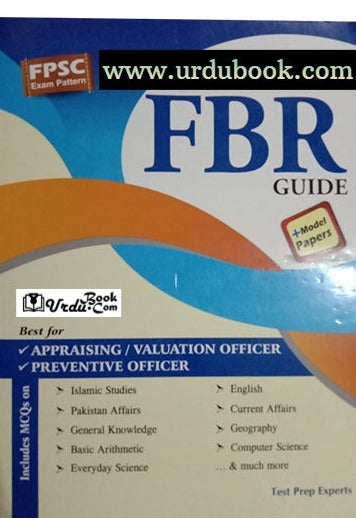 www.urdubook.com
FPSC
Exam Pattern
FBR
GUIDE
+Model
Papers
Urdu Book.Com
Best for
✓ APPRAISING / VALUATION OFFICER
✓ PREVENTIVE OFFICER
Includes MCQs on
➢ Islamic Studies
➢ Pakistan Affairs
➢ General Knowledge
➢ Basic Arithmetic
➢ Everyday Science
➢ English
➢ Current Affairs
➢ Geography
➢ Computer Science
... & much more
Test Prep Experts